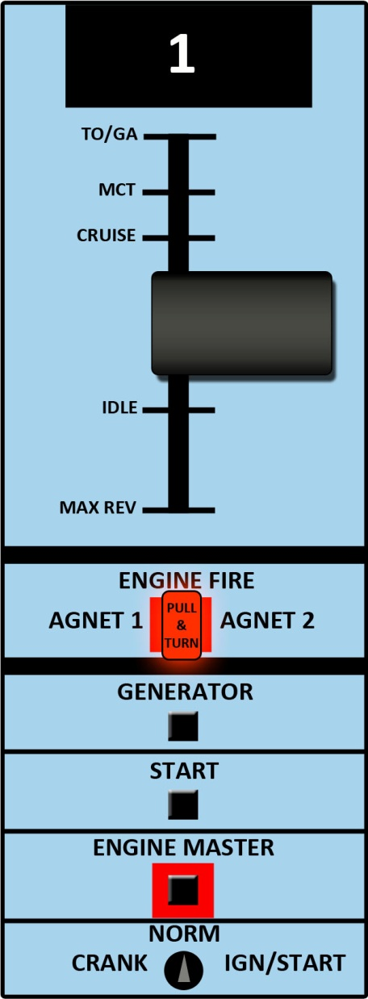 1
TO/GA
MCT
CRUISE
IDLE
MAX REV
ENGINE FIRE
AGNET 1
PULL
&
TURN
AGNET 2
GENERATOR
START
ENGINE MASTER
NORM
CRANK
IGN/START